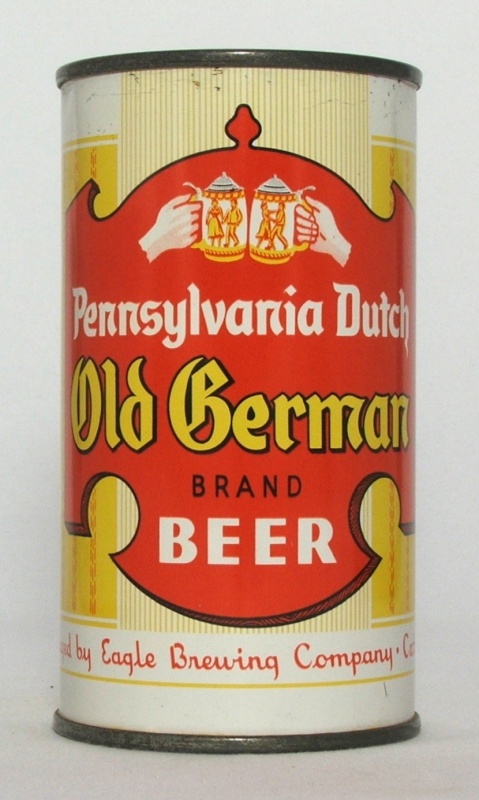 Pennsylvania Dutch
Old German
BRAND
BEER
by Eagle Brewing Company •